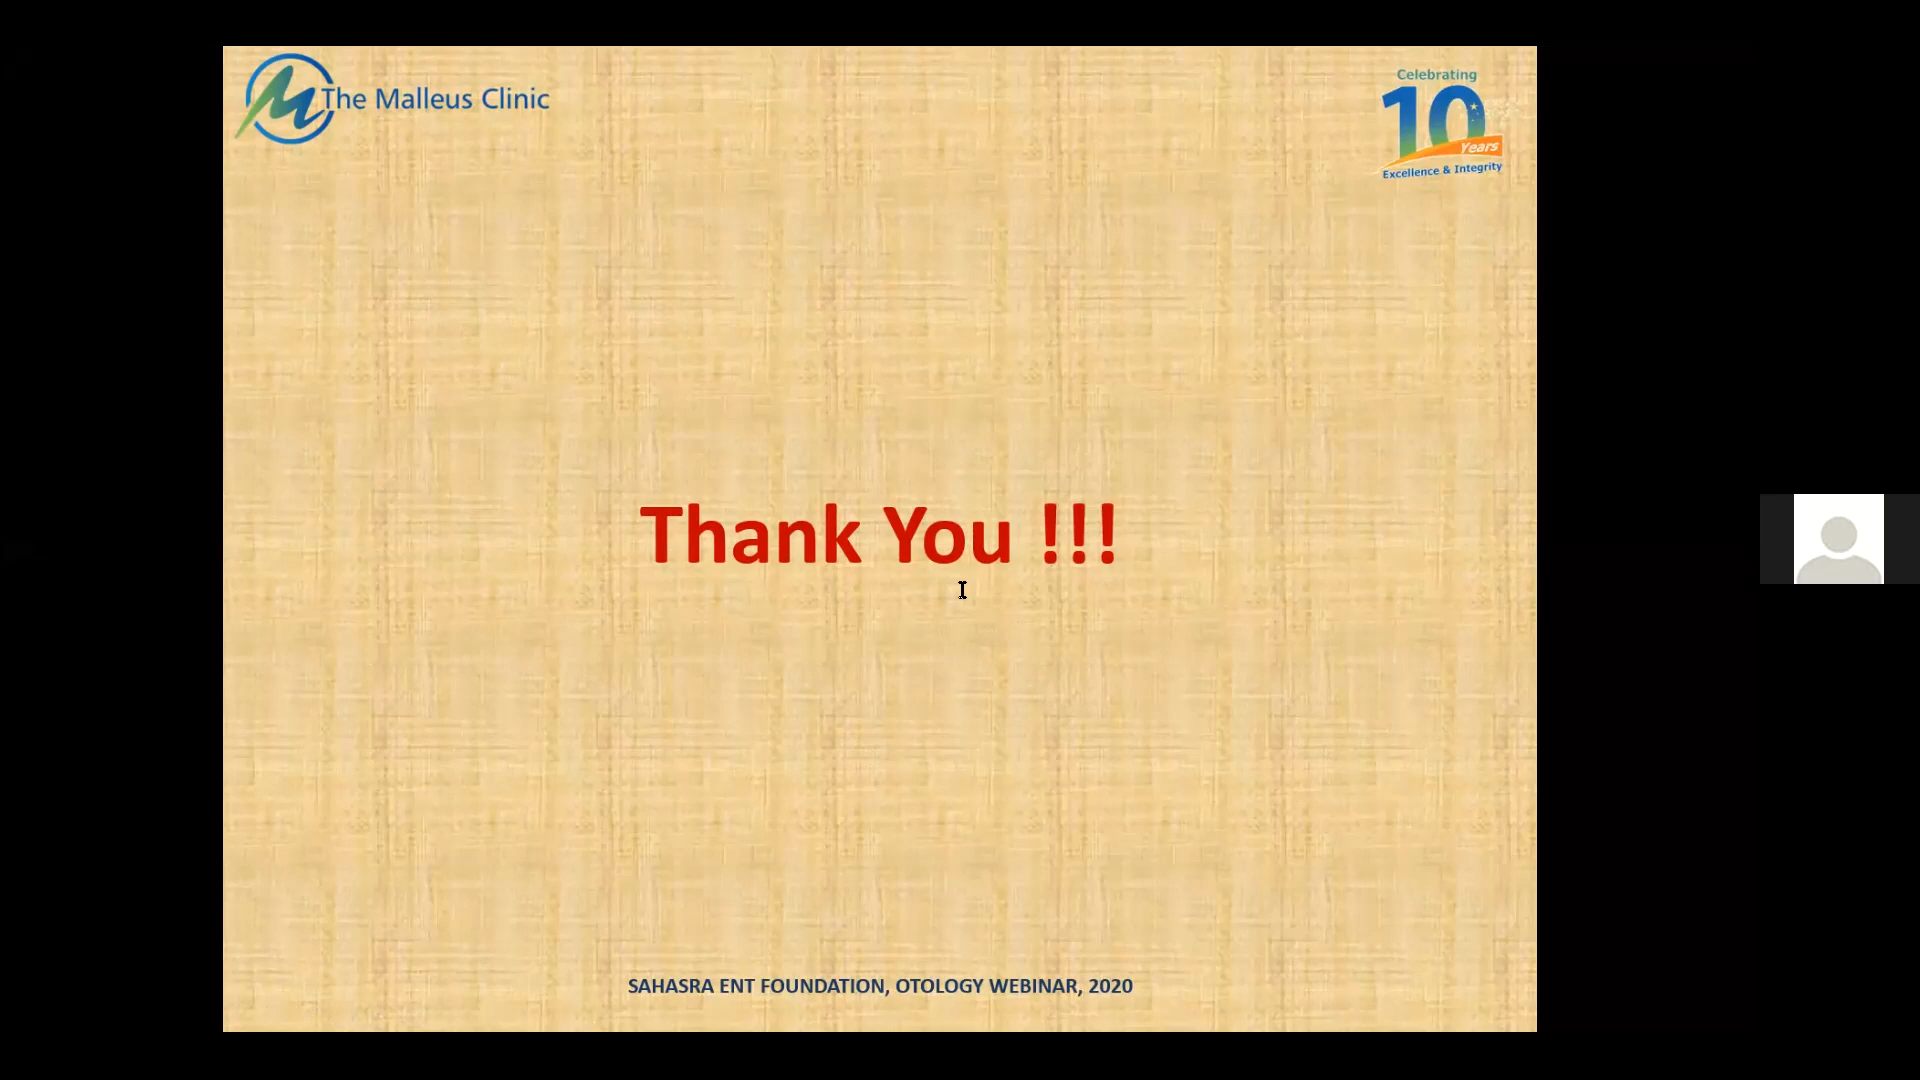 The Malleus Clinic
Celebrating
10
Years
Excellence & Integrity
Thank You !!!
SAHASRA ENT FOUNDATION, OTOLOGY WEBINAR, 2020